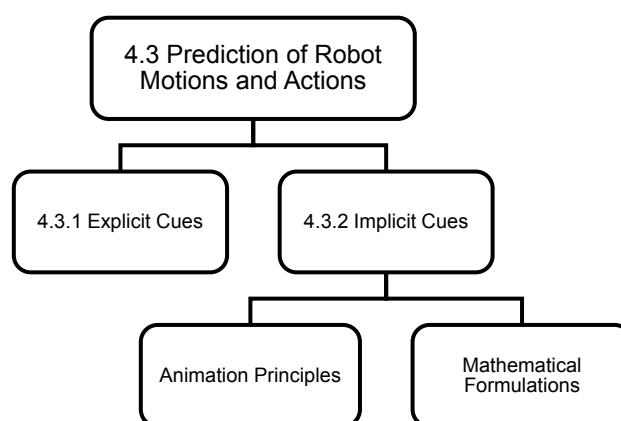 4.3 Prediction of Robot
Motions and Actions
4.3.1 Explicit Cues
4.3.2 Implicit Cues
Animation Principles
Mathematical
Formulations